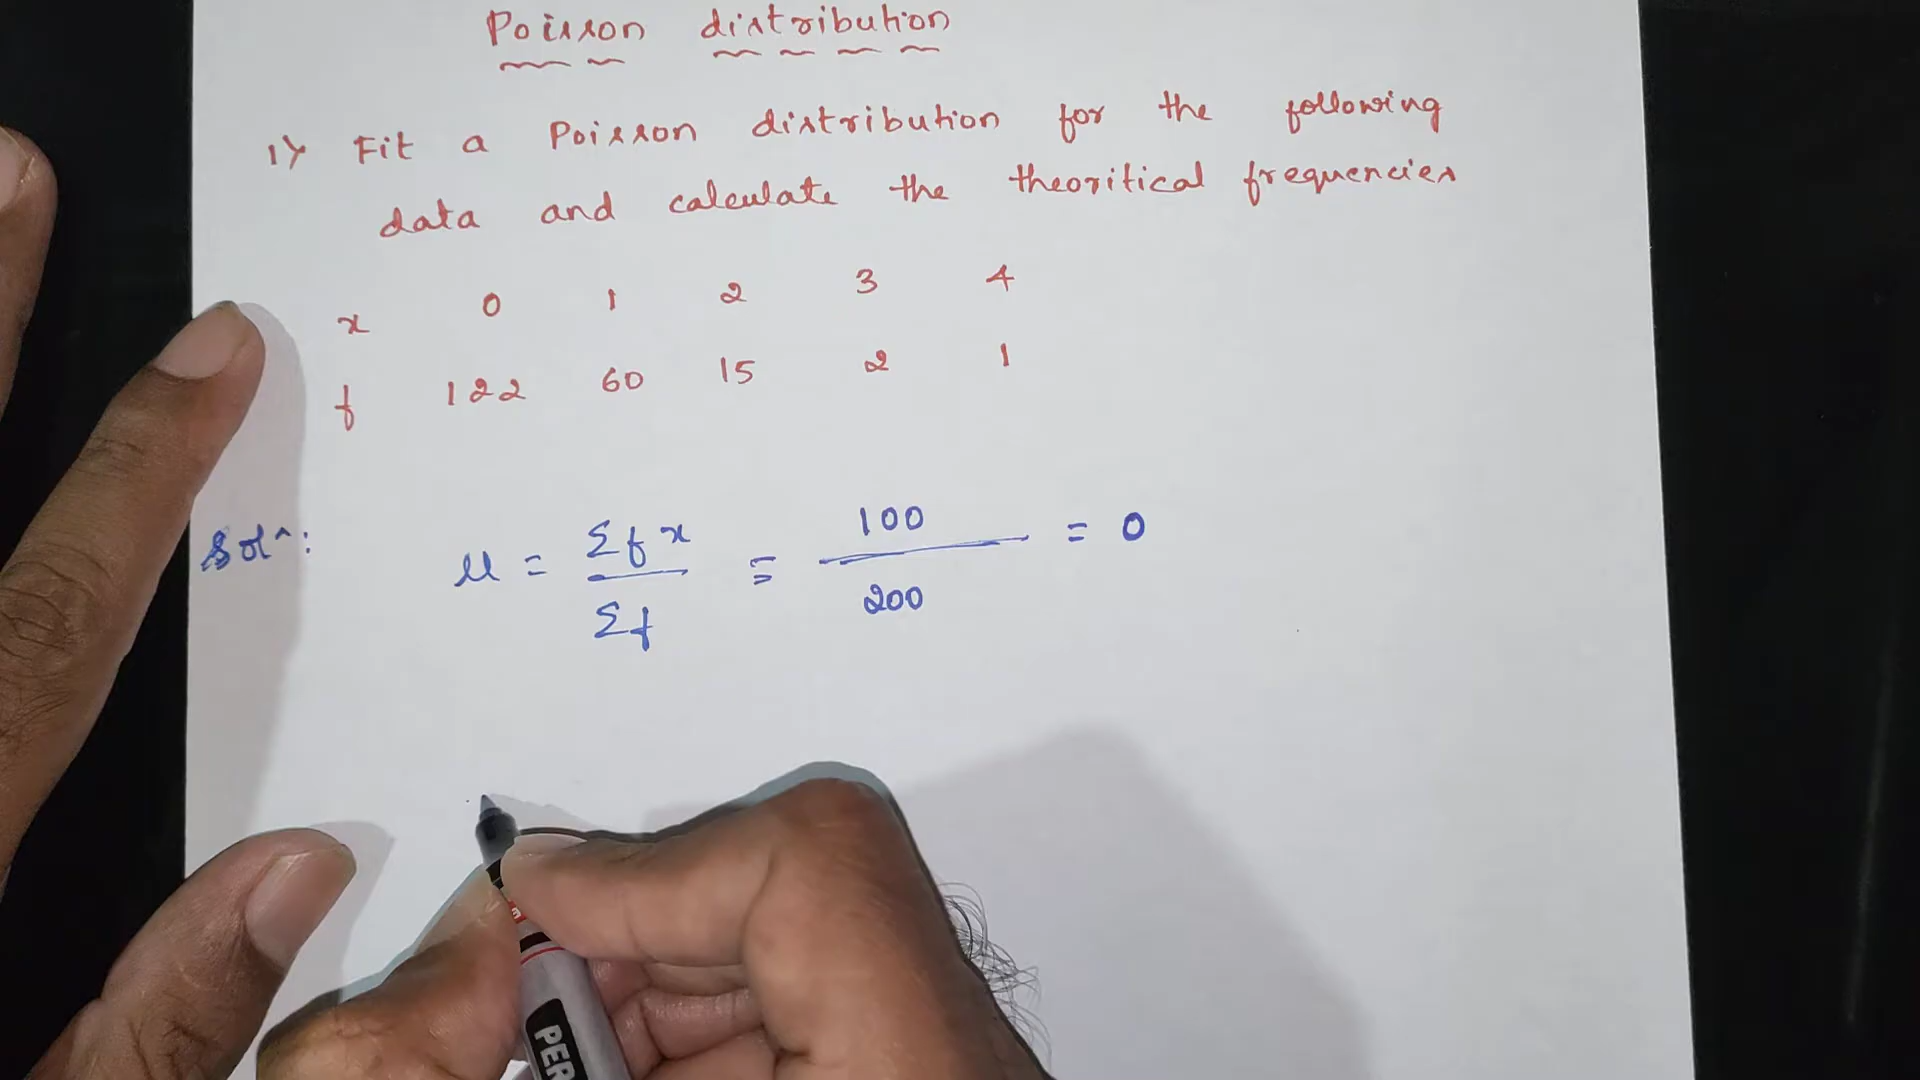 Poisson distribution
1) Fit a Poisson distribution for the following
data and calculate the theoritical frequencies
x 0 1 2 3 4
f 122 60 15 2 1
Solⁿ: μ = Σfx / Σf = 100 / 200 = 0
PER